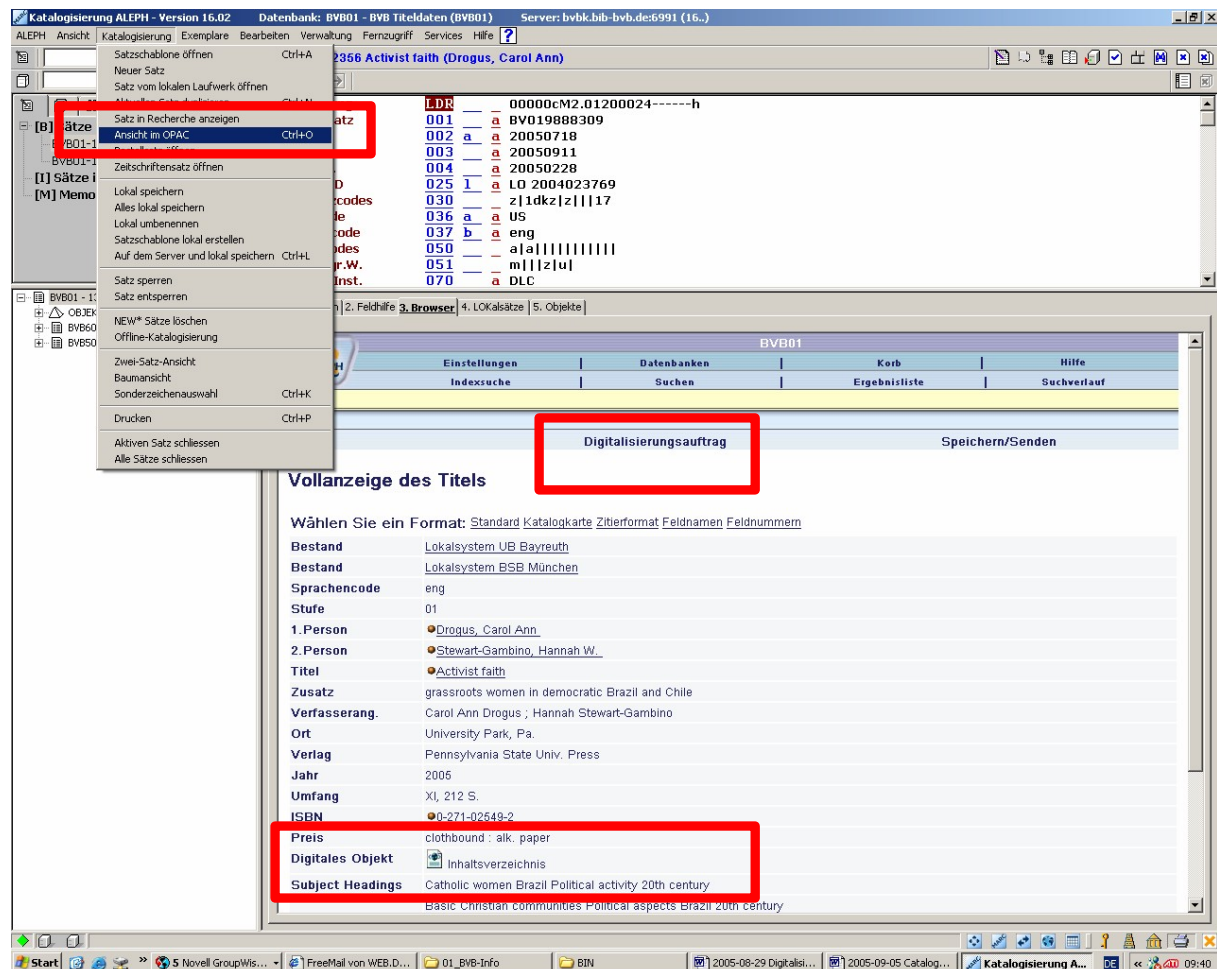 Katalogisierung ALEPH - Version 16.02 Datenbank: BVB01 - BVB Titeldaten (BVB01) Server: bvbk.bib-bvb.de:6991 (16..)
ALEPH Ansicht Katalogisierung Exemplare Bearbeiten Verwaltung Fernzugriff Services Hilfe ?
2356 Activist faith (Drogus, Carol Ann)
Satzschablone öffnen Ctrl+A
Neuer Satz
Satz vom lokalen Laufwerk öffnen
Satz in Recherche anzeigen
Ansicht im OPAC Ctrl+O
Zeitschriftensatz öffnen
Lokal speichern
Alles lokal speichern
Lokal umbenennen
Satzschablone lokal erstellen
Auf dem Server und lokal speichern Ctrl+L
Satz sperren
Satz entsperren
NEW* Sätze löschen
Offline-Katalogisierung
Zwei-Satz-Ansicht
Baumansicht
Sonderzeichenauswahl Ctrl+K
Drucken Ctrl+P
Aktiven Satz schliessen
Alle Sätze schliessen
[B] Sätze
BVB01-1
BVB01-1
[I] Sätze i
[M] Memo
LDR _ _ 00000cM2.01200024------h
atz 001 _ a BV019888309
002 a a 20050718
003 _ a 20050911
004 _ a 20050228
D 025 l a LO 2004023769
codes 030 _ _ z|1dkz|z|||17
le 036 a a US
code 037 b a eng
odes 050 _ _ a|a|||||||||||
r.W. 051 _ _ m|||z|u|
Inst. 070 a DLC
BVB01 - 13
OBJEK
BVB60
BVB50
n 2. Feldhilfe 3. Browser 4. LOKalsätze 5. Objekte
BVB01
Einstellungen | Datenbanken | Korb | Hilfe
Indexsuche | Suchen | Ergebnisliste | Suchverlauf
Digitalisierungsauftrag Speichern/Senden
Vollanzeige des Titels
Wählen Sie ein Format: Standard Katalogkarte Zitierformat Feldnamen Feldnummern
Bestand Lokalsystem UB Bayreuth
Bestand Lokalsystem BSB München
Sprachencode eng
Stufe 01
1.Person Drogus, Carol Ann
2.Person Stewart-Gambino, Hannah W.
Titel Activist faith
Zusatz grassroots women in democratic Brazil and Chile
Verfasserang. Carol Ann Drogus ; Hannah Stewart-Gambino
Ort University Park, Pa.
Verlag Pennsylvania State Univ. Press
Jahr 2005
Umfang XI, 212 S.
ISBN 0-271-02549-2
Preis clothbound : alk. paper
Digitales Objekt Inhaltsverzeichnis
Subject Headings Catholic women Brazil Political activity 20th century
Basic Christian communities Political aspects Brazil 20th century
Start 5 Novell GroupWis... FreeMail von WEB.D... 01_BVB-Info BIN 2005-08-29 Digitalisi... 2005-09-05 Catalog... Katalogisierung A... DE 09:40